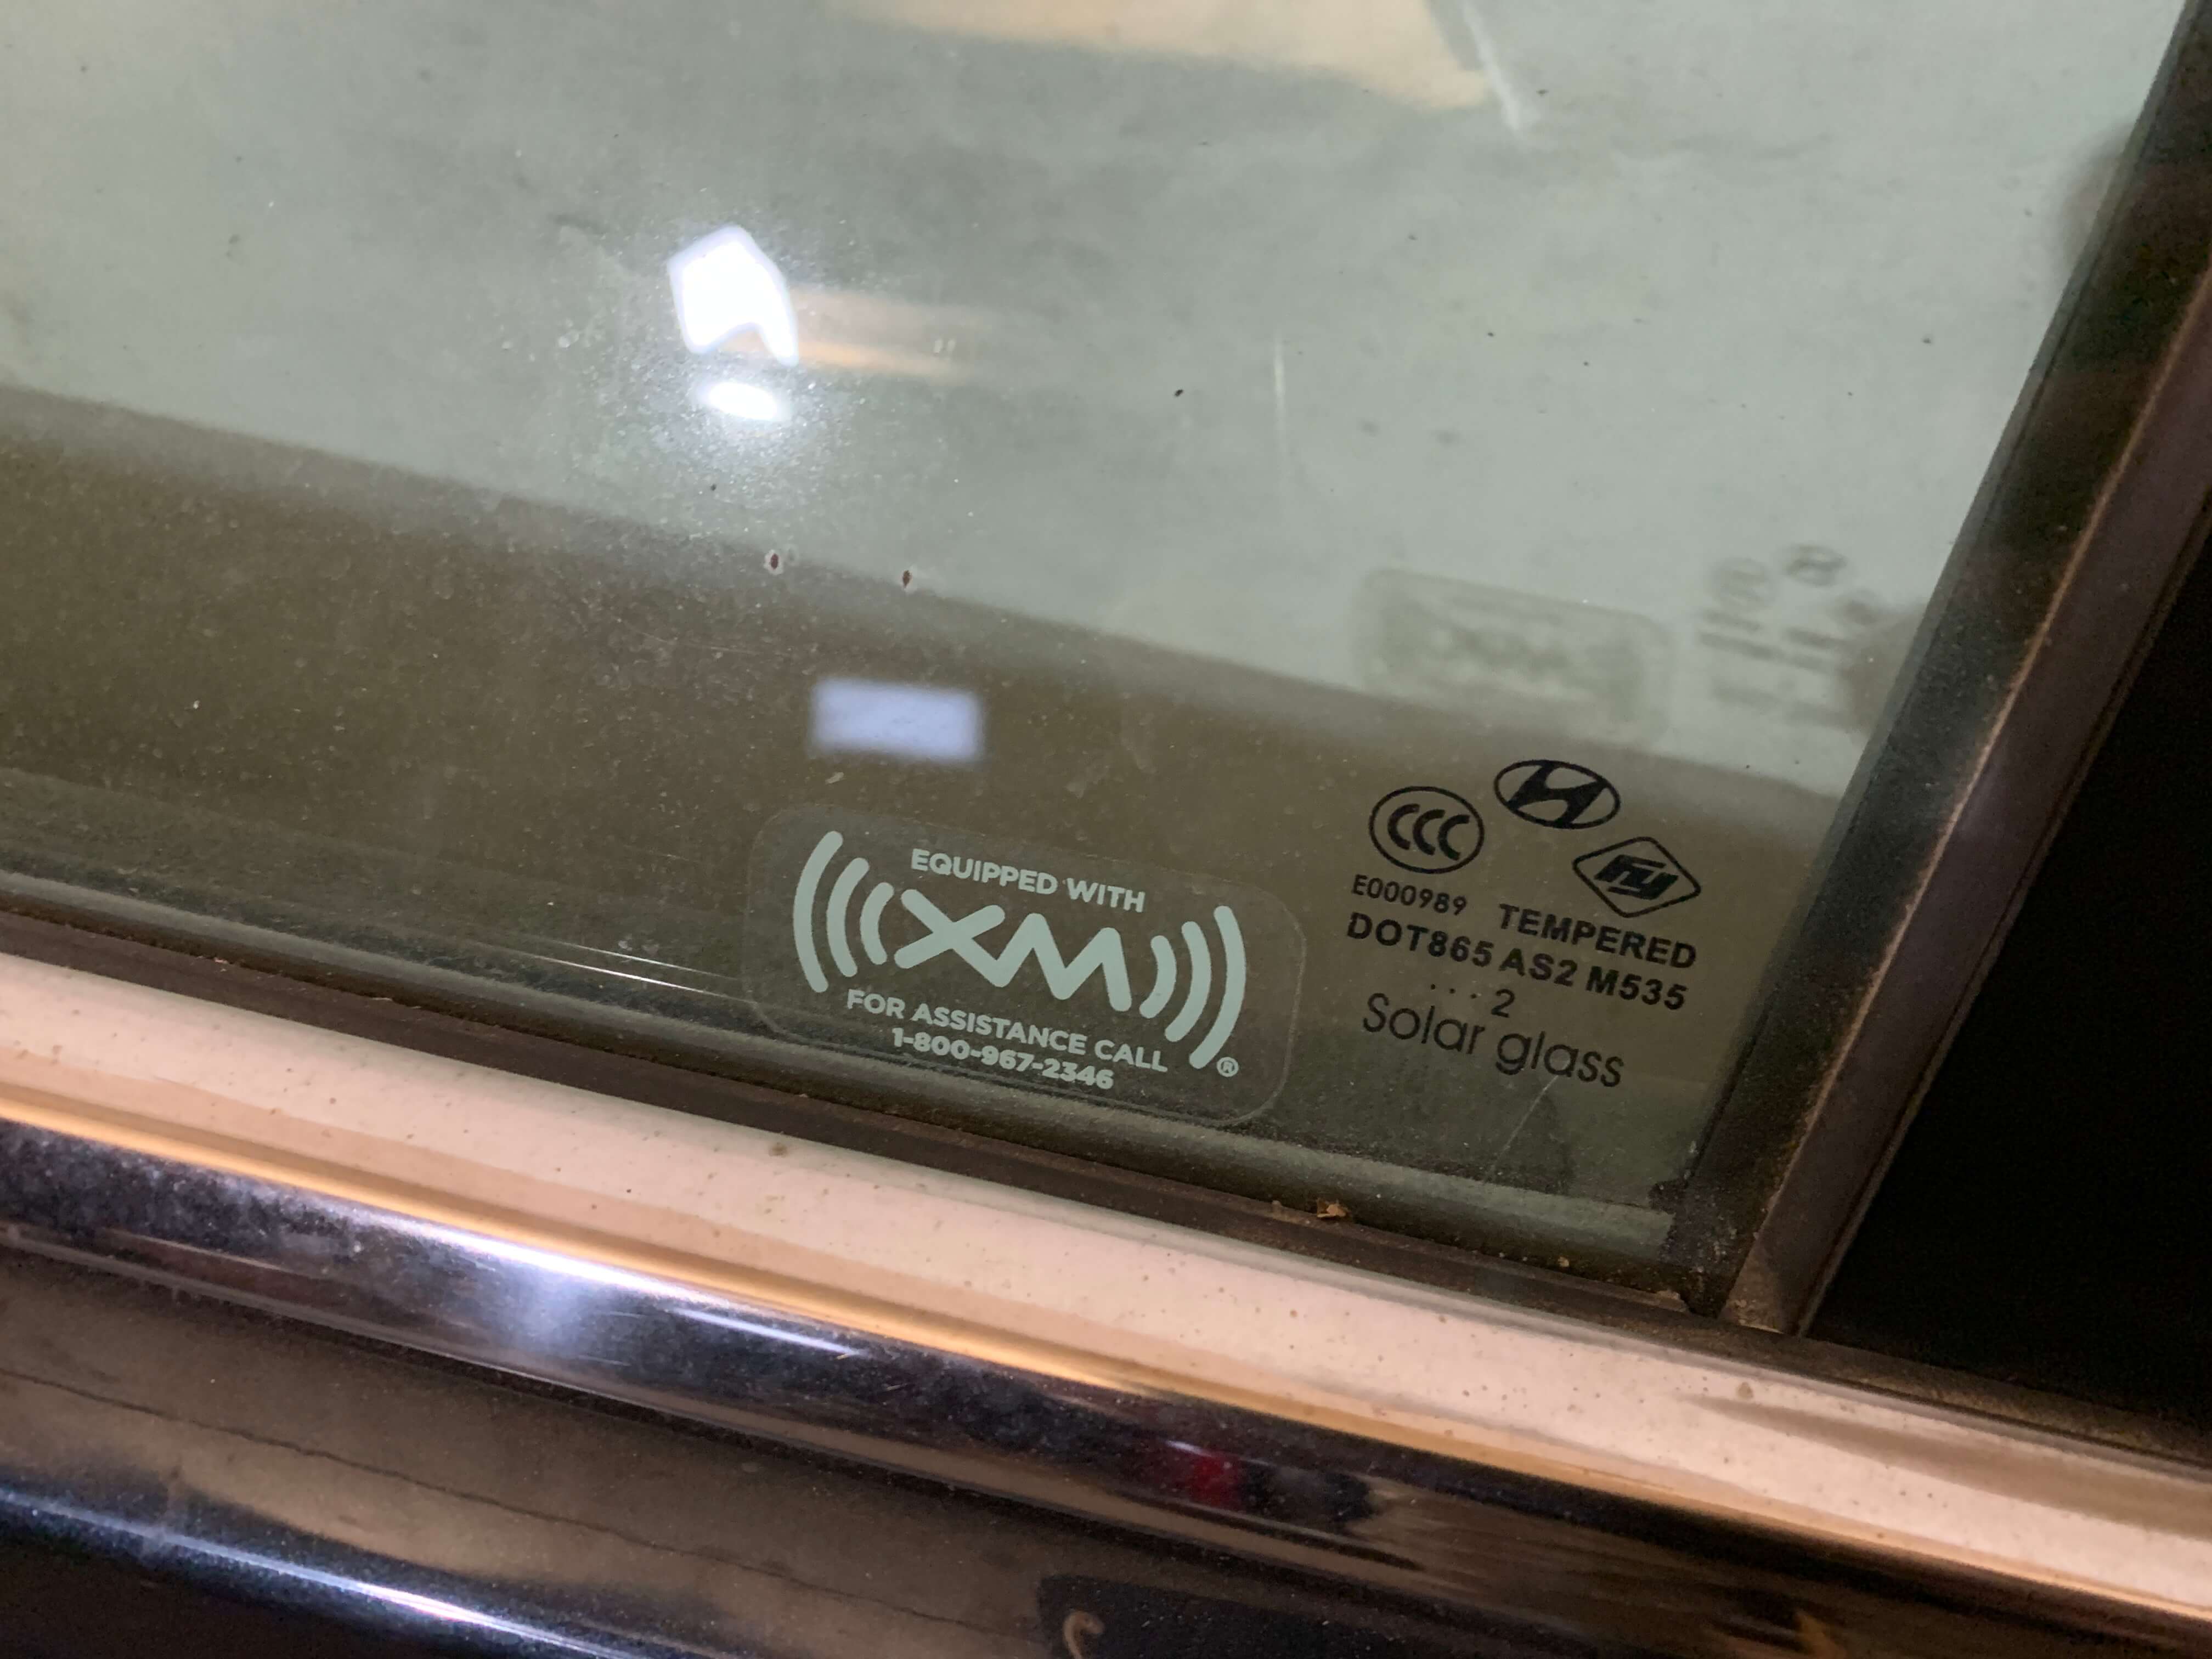 EQUIPPED WITH
XM
®
FOR ASSISTANCE CALL
1-800-967-2346
CCC
H
FY
E000989
TEMPERED
DOT865 AS2 M535
...2
Solar glass